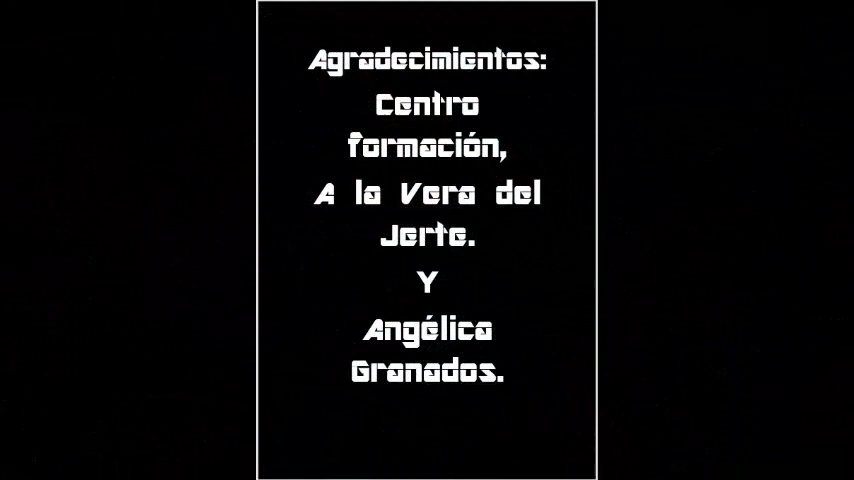 Agradecimientos:
Centro
formación,
A la Vera del
Jerte.
Y
Angélica
Granados.